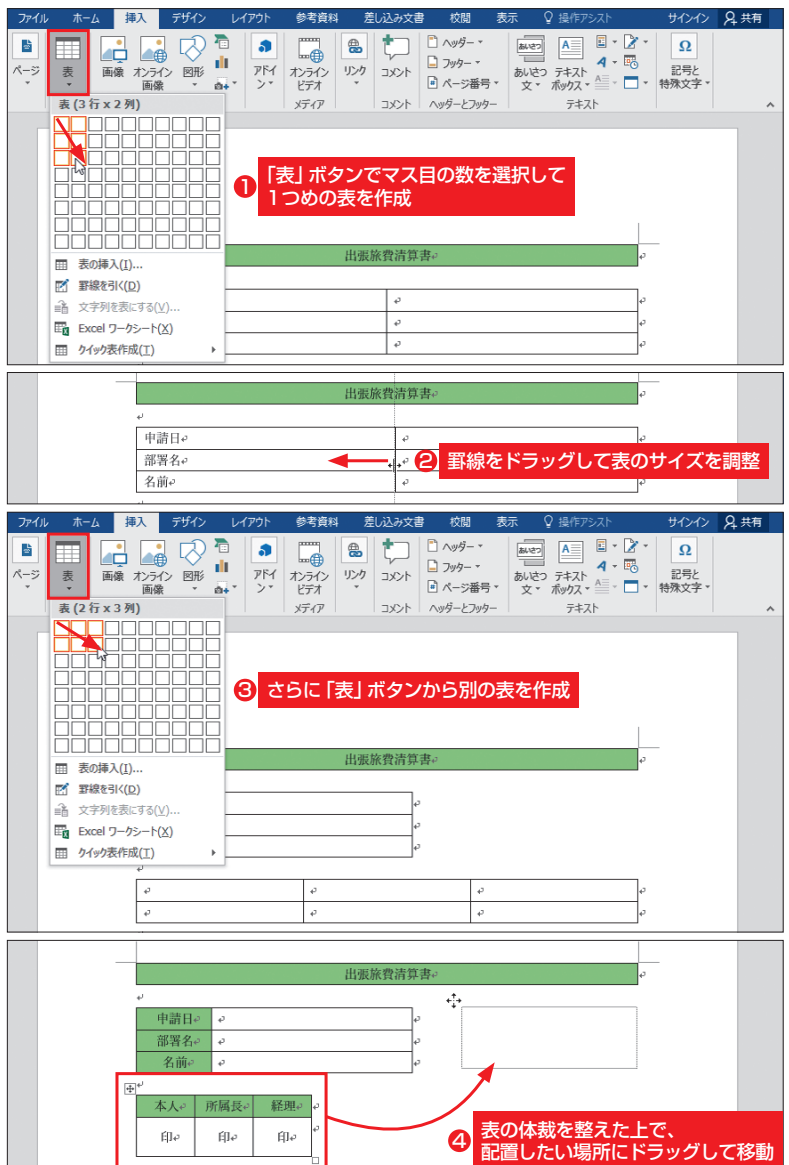 ファイル ホーム 挿入 デザイン レイアウト 参考資料 差し込み文書 校閲 表示 操作アシスト サインイン 共有
ページ 表 画像 オンライン画像 図形 アドイン オンラインビデオ リンク コメント ヘッダー フッター ページ番号 あいさつ文 テキストボックス 記号と特殊文字
メディア コメント ヘッダーとフッター テキスト
表 (3 行 x 2 列)
❶ 「表」ボタンでマス目の数を選択して
1つめの表を作成
出張旅費清算書
表の挿入(I)...
罫線を引く(D)
文字列を表にする(V)...
Excel ワークシート(X)
クイック表作成(T)
出張旅費清算書
申請日
部署名
❷ 罫線をドラッグして表のサイズを調整
名前
ファイル ホーム 挿入 デザイン レイアウト 参考資料 差し込み文書 校閲 表示 操作アシスト サインイン 共有
ページ 表 画像 オンライン画像 図形 アドイン オンラインビデオ リンク コメント ヘッダー フッター ページ番号 あいさつ文 テキストボックス 記号と特殊文字
メディア コメント ヘッダーとフッター テキスト
表 (2 行 x 3 列)
❸ さらに「表」ボタンから別の表を作成
出張旅費清算書
表の挿入(I)...
罫線を引く(D)
文字列を表にする(V)...
Excel ワークシート(X)
クイック表作成(T)
出張旅費清算書
申請日
部署名
名前
本人 所属長 経理
印 印 印
❹ 表の体裁を整えた上で、
配置したい場所にドラッグして移動